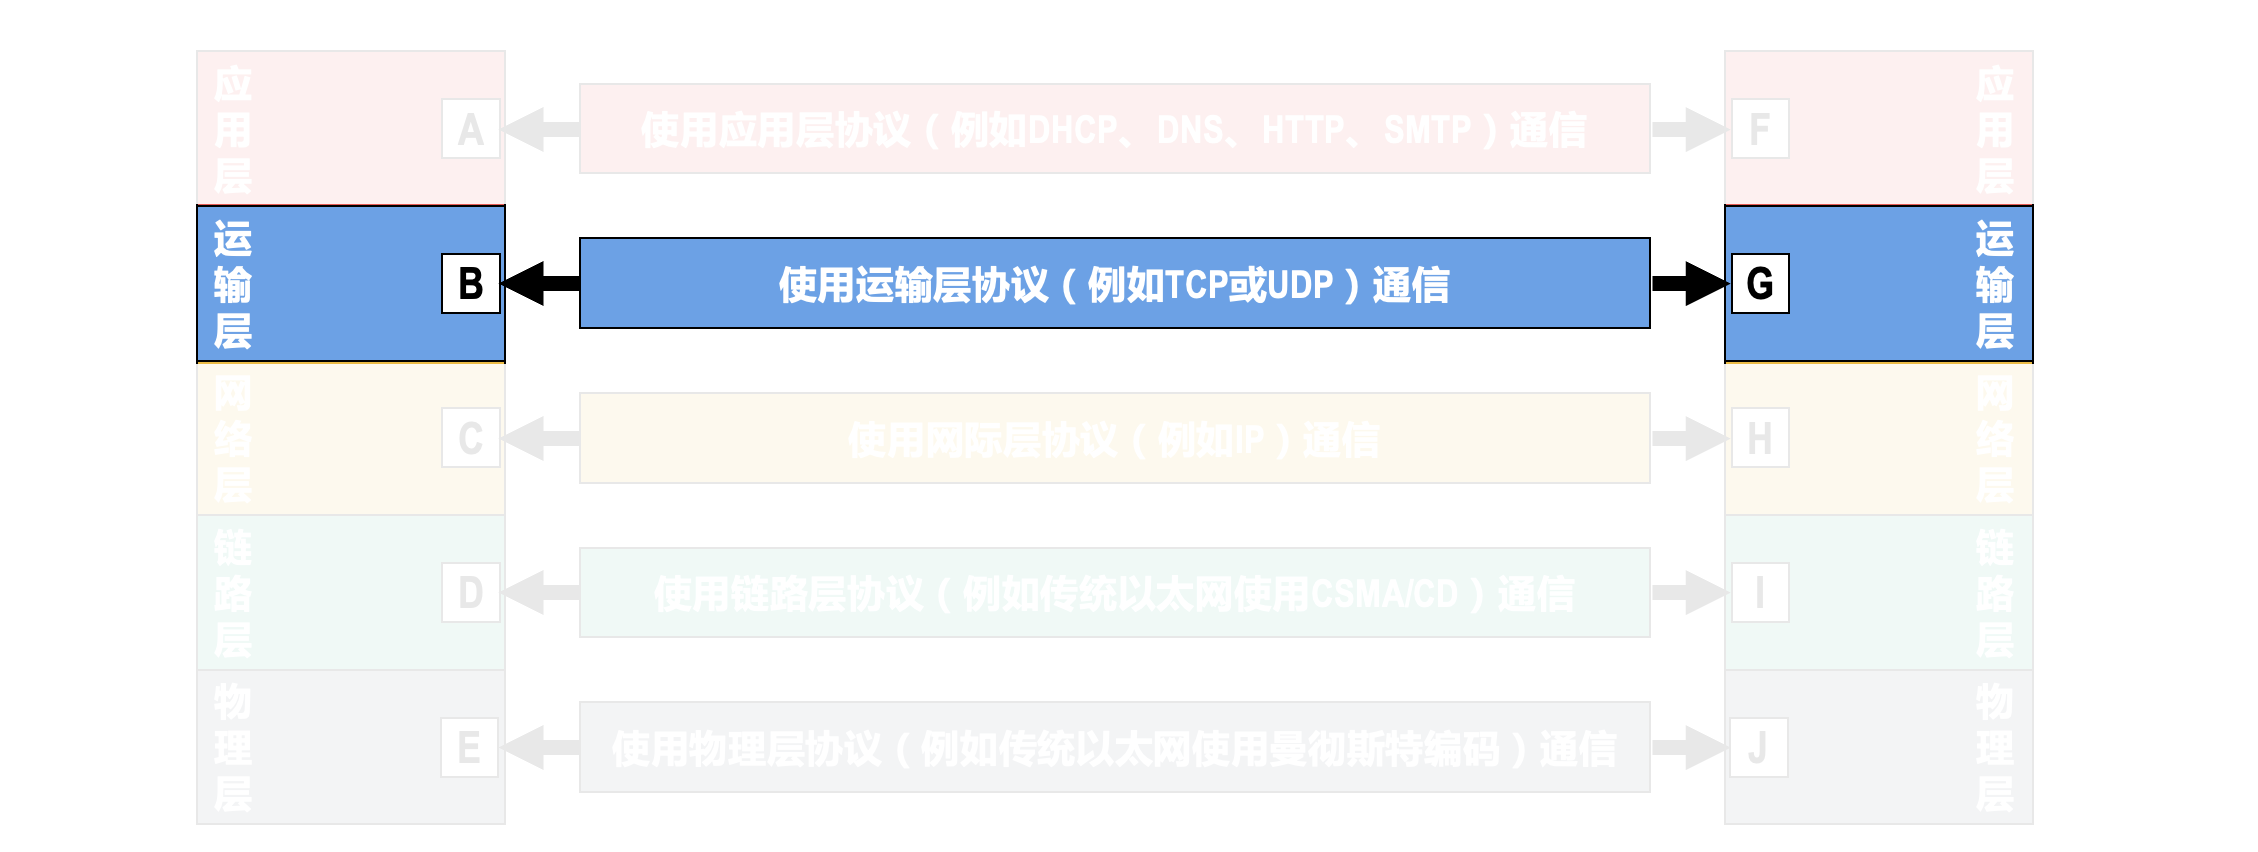 应用层
A
使用应用层协议（例如DHCP、DNS、HTTP、SMTP）通信
F
应用层
运输层
B
使用运输层协议（例如TCP或UDP）通信
G
运输层
网络层
C
使用网际层协议（例如IP）通信
H
网络层
链路层
D
使用链路层协议（例如传统以太网使用CSMA/CD）通信
I
链路层
物理层
E
使用物理层协议（例如传统以太网使用曼彻斯特编码）通信
J
物理层